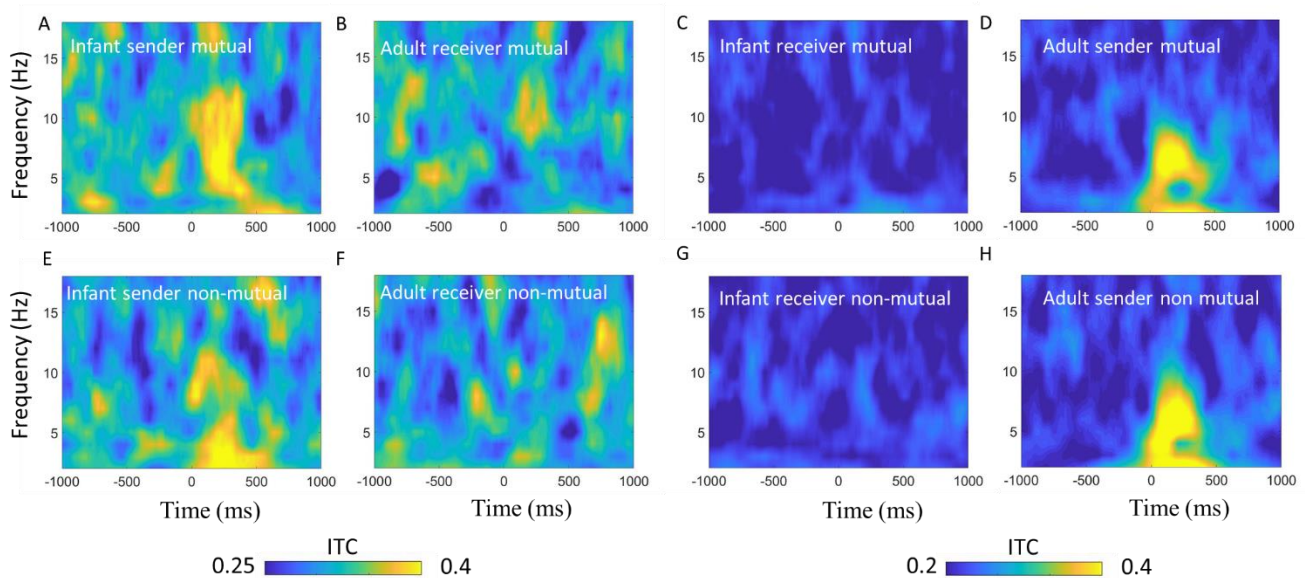 A
Infant sender mutual
B
Adult receiver mutual
C
Infant receiver mutual
D
Adult sender mutual
Frequency (Hz)
15
10
5
-1000 -500 0 500 1000
15
10
5
-1000 -500 0 500 1000
15
10
5
-1000 -500 0 500 1000
15
10
5
-1000 -500 0 500 1000
E
Infant sender non-mutual
F
Adult receiver non-mutual
G
Infant receiver non-mutual
H
Adult sender non mutual
Frequency (Hz)
15
10
5
-1000 -500 0 500 1000
15
10
5
-1000 -500 0 500 1000
15
10
5
-1000 -500 0 500 1000
15
10
5
-1000 -500 0 500 1000
Time (ms)
Time (ms)
Time (ms)
Time (ms)
ITC
0.25 0.4
ITC
0.2 0.4